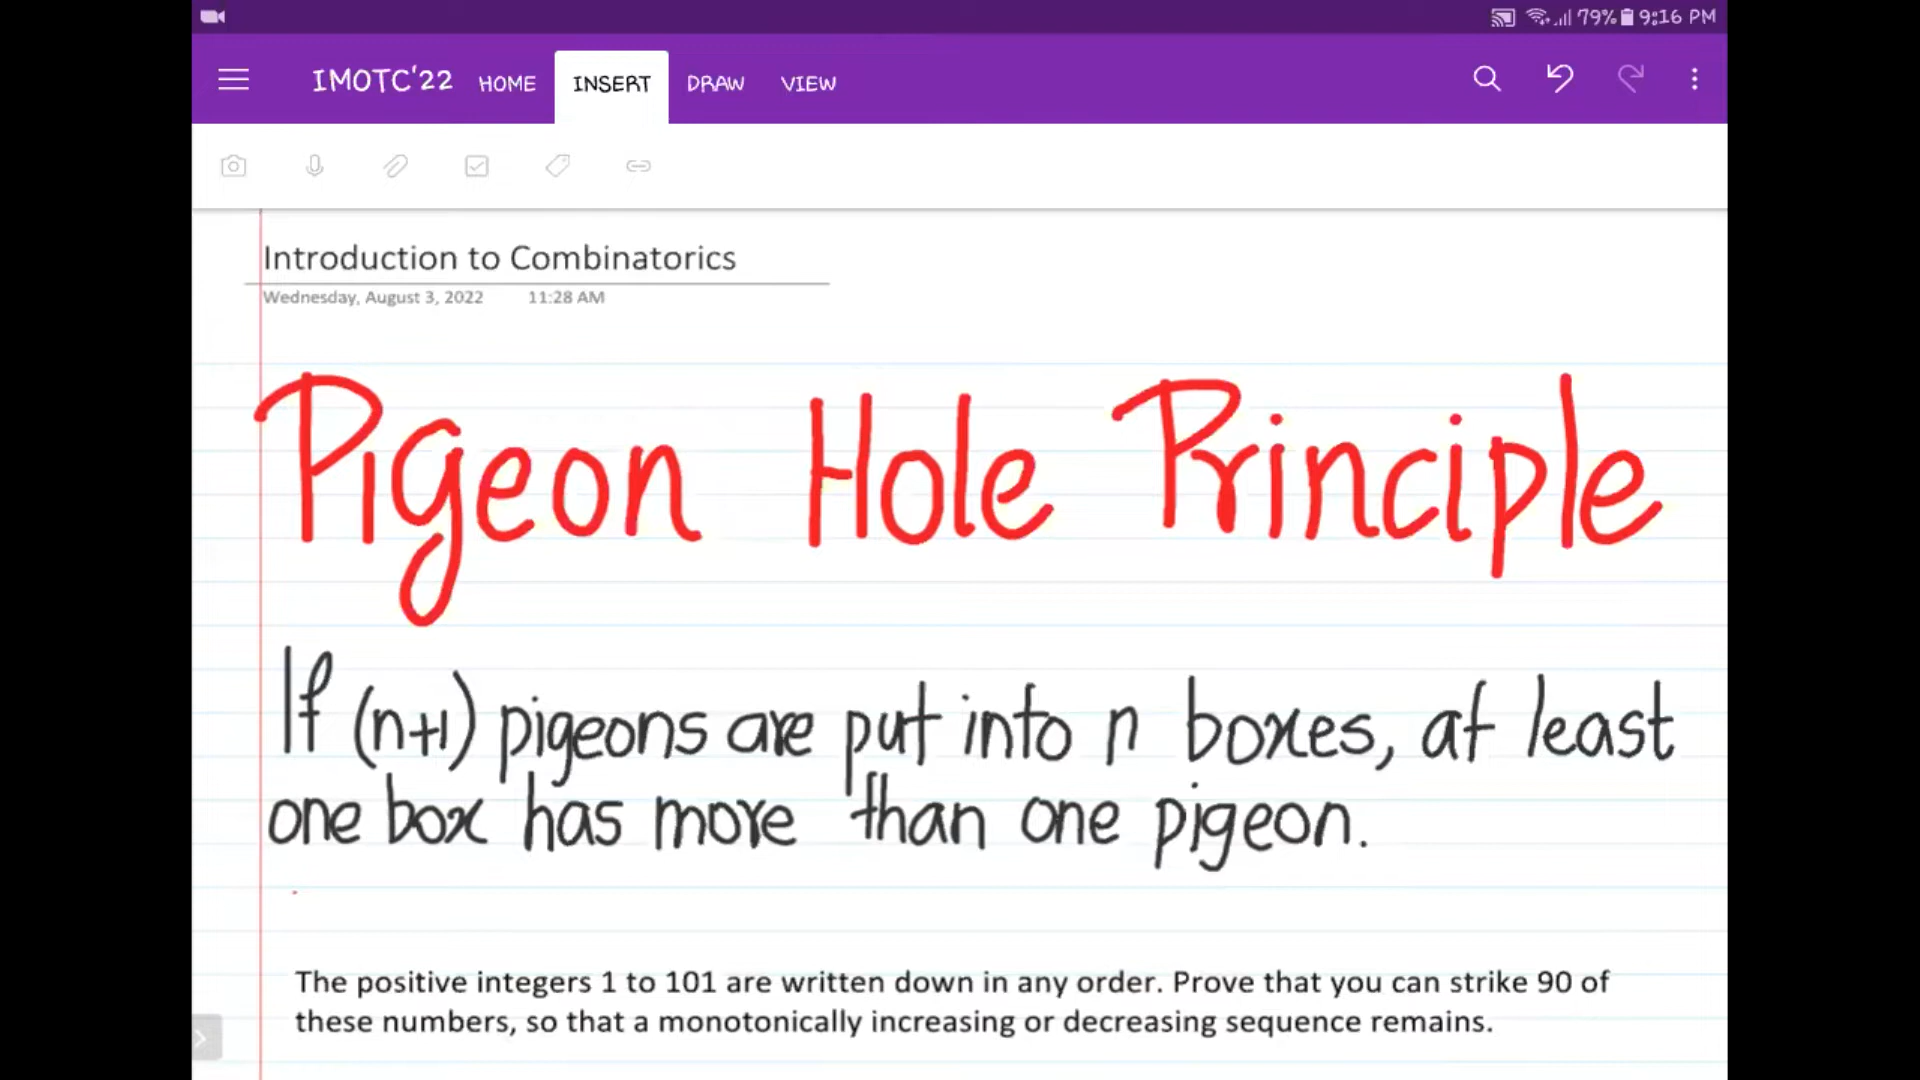 79% 9:16 PM
IMOTC'22 HOME INSERT DRAW VIEW
Introduction to Combinatorics
Wednesday, August 3, 2022 11:28 AM
Pigeon Hole Principle
If (n+1) pigeons are put into n boxes, at least
one box has more than one pigeon.
The positive integers 1 to 101 are written down in any order. Prove that you can strike 90 of
these numbers, so that a monotonically increasing or decreasing sequence remains.